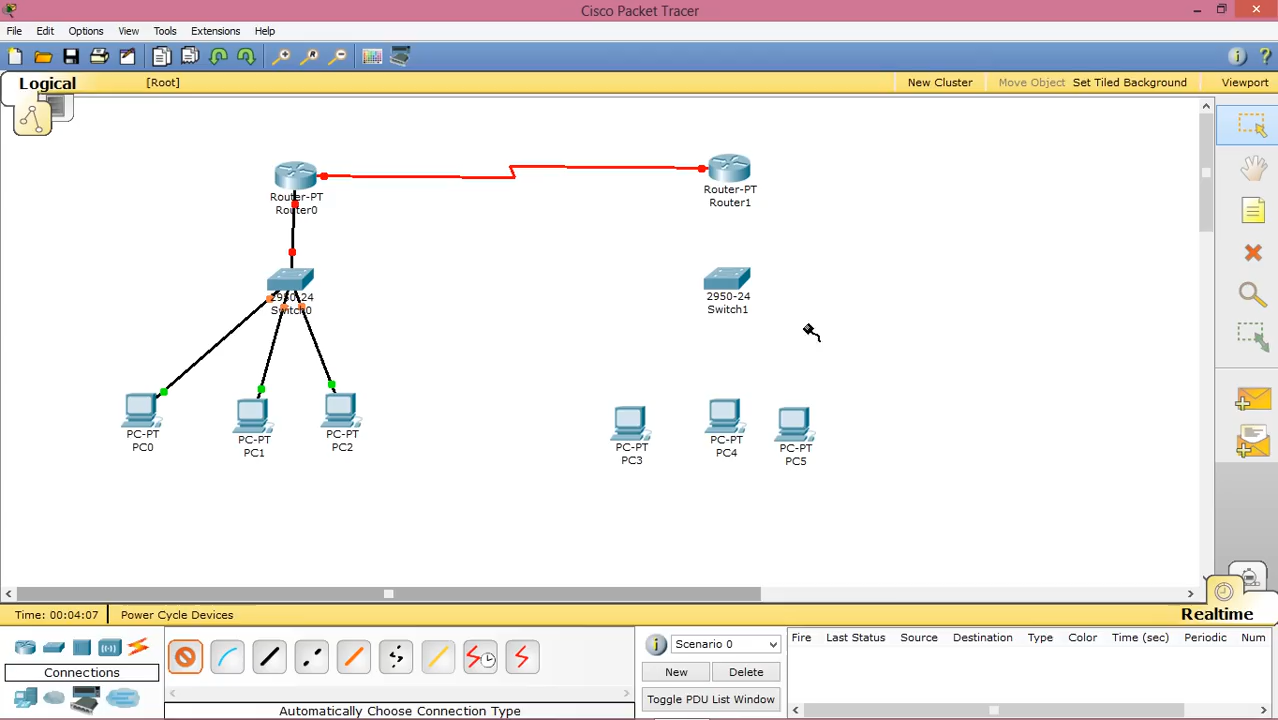 Cisco Packet Tracer
File Edit Options View Tools Extensions Help
Logical [Root] New Cluster Move Object Set Tiled Background Viewport
Router-PT
Router0
Router-PT
Router1
2950-24
Switch0
2950-24
Switch1
PC-PT
PC0
PC-PT
PC1
PC-PT
PC2
PC-PT
PC3
PC-PT
PC4
PC-PT
PC5
Time: 00:04:07 Power Cycle Devices Realtime
Connections
Automatically Choose Connection Type
Scenario 0
New Delete
Toggle PDU List Window
Fire Last Status Source Destination Type Color Time (sec) Periodic Num